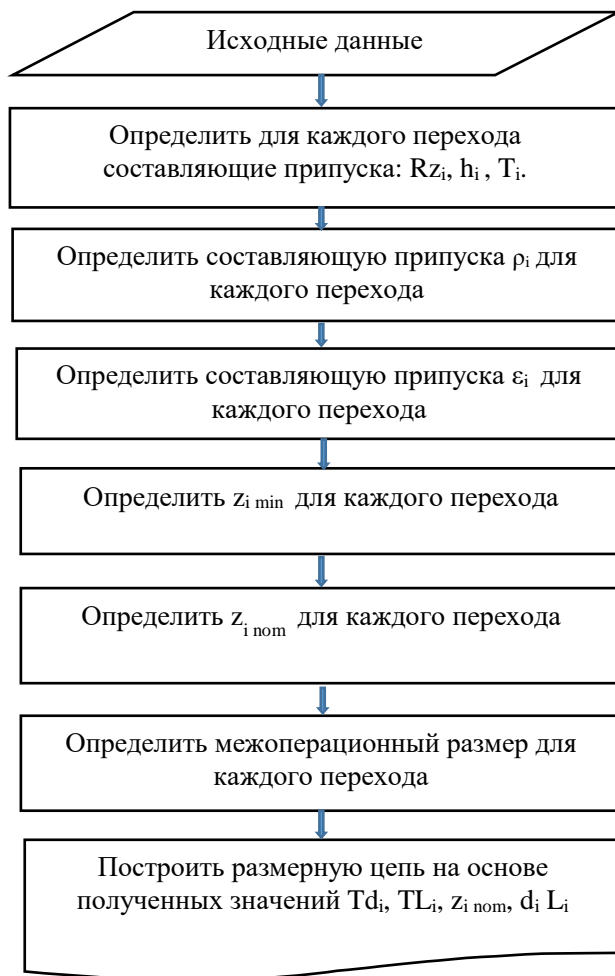 Исходные данные
Определить для каждого перехода
составляющие припуска: Rzi, hi , Ti.
Определить составляющую припуска ρi для
каждого перехода
Определить составляющую припуска εi для
каждого перехода
Определить zi min для каждого перехода
Определить zi nom для каждого перехода
Определить межоперационный размер для
каждого перехода
Построить размерную цепь на основе
полученных значений Tdi, TLi, zi nom, di Li